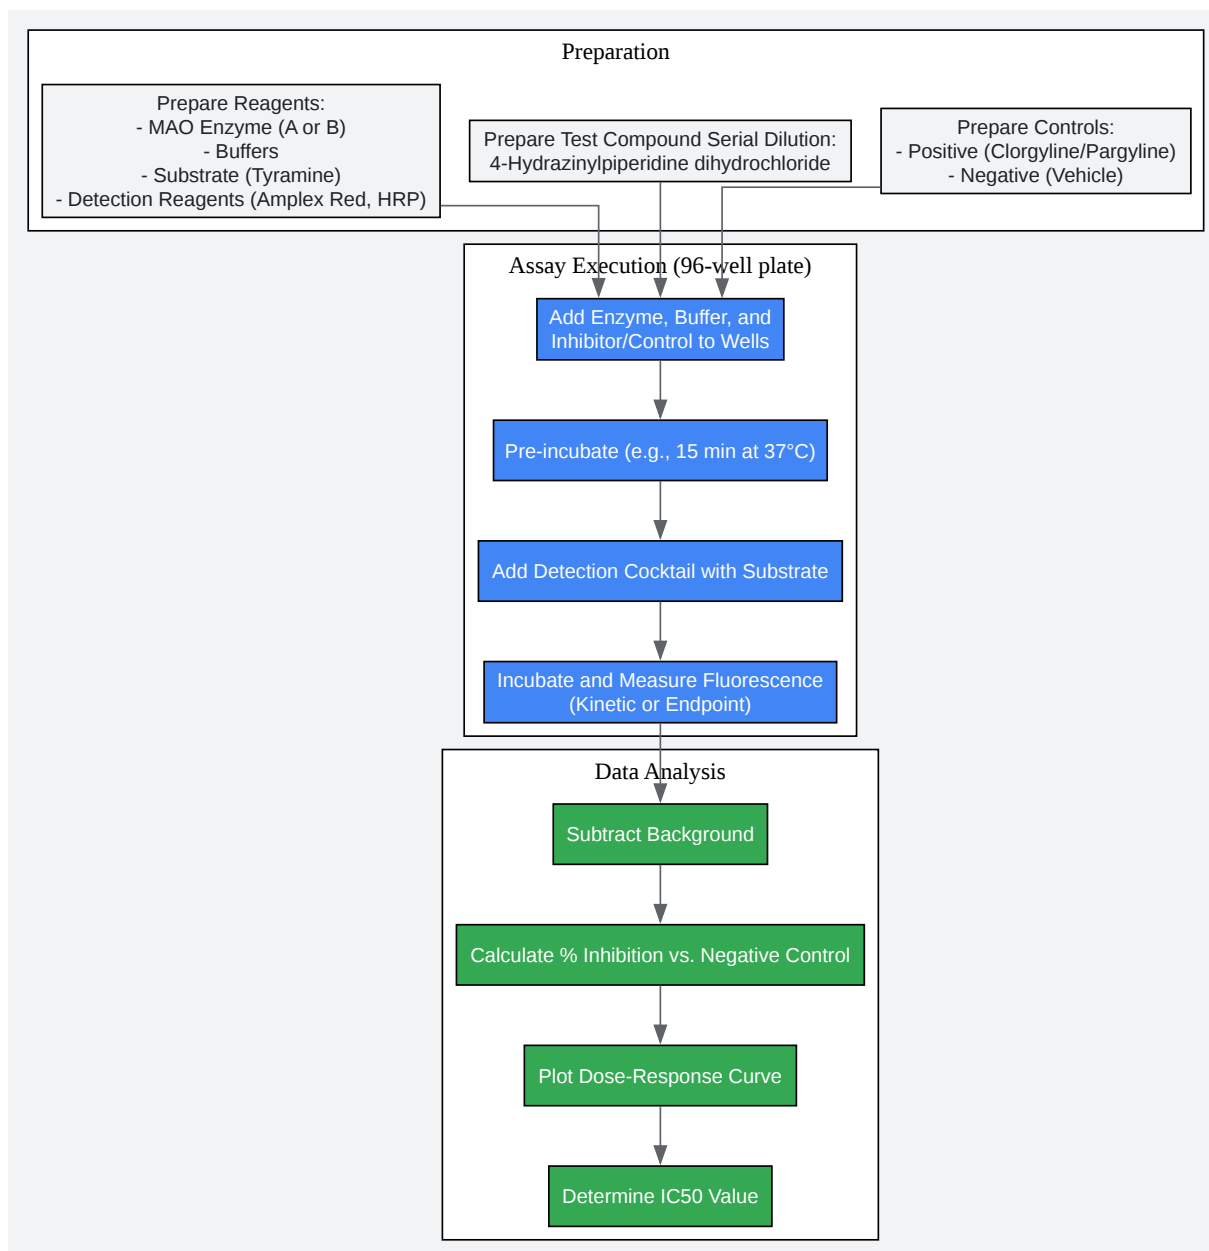 Preparation
Prepare Reagents:
- MAO Enzyme (A or B)
- Buffers
- Substrate (Tyramine)
- Detection Reagents (Amplex Red, HRP)
Prepare Test Compound Serial Dilution:
4-Hydrazinylpiperidine dihydrochloride
Prepare Controls:
- Positive (Clorgyline/Pargyline)
- Negative (Vehicle)
Assay Execution (96-well plate)
Add Enzyme, Buffer, and
Inhibitor/Control to Wells
Pre-incubate (e.g., 15 min at 37°C)
Add Detection Cocktail with Substrate
Incubate and Measure Fluorescence
(Kinetic or Endpoint)
Data Analysis
Subtract Background
Calculate % Inhibition vs. Negative Control
Plot Dose-Response Curve
Determine IC50 Value